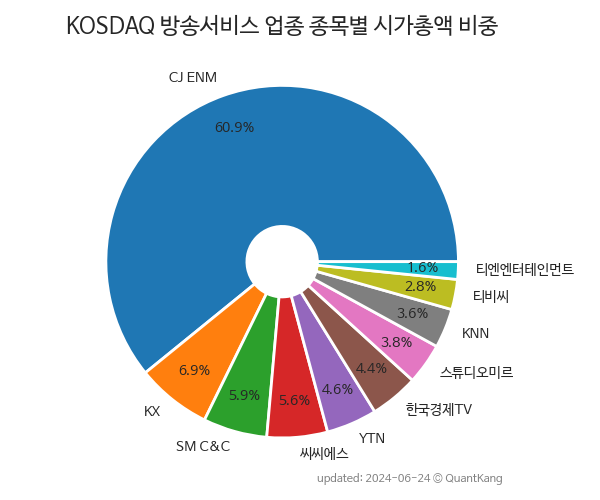 KOSDAQ 방송서비스 업종 종목별 시가총액 비중
CJ ENM
60.9%
1.6%
티엔엔터테인먼트
2.8%
티비씨
3.6%
KNN
3.8%
스튜디오미르
4.4%
한국경제TV
4.6%
YTN
5.6%
씨씨에스
5.9%
SM C&C
6.9%
KX
updated: 2024-06-24 © QuantKang